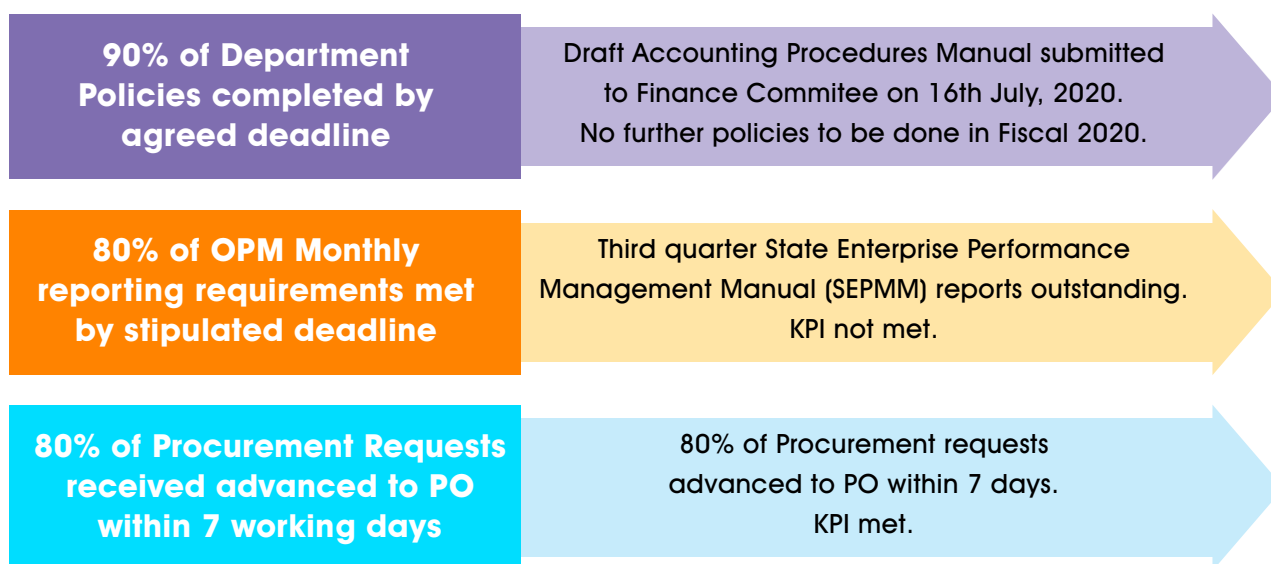 90% of Department
Policies completed by
agreed deadline
Draft Accounting Procedures Manual submitted
to Finance Commitee on 16th July, 2020.
No further policies to be done in Fiscal 2020.
80% of OPM Monthly
reporting requirements met
by stipulated deadline
Third quarter State Enterprise Performance
Management Manual (SEPMM) reports outstanding.
KPI not met.
80% of Procurement Requests
received advanced to PO
within 7 working days
80% of Procurement requests
advanced to PO within 7 days.
KPI met.